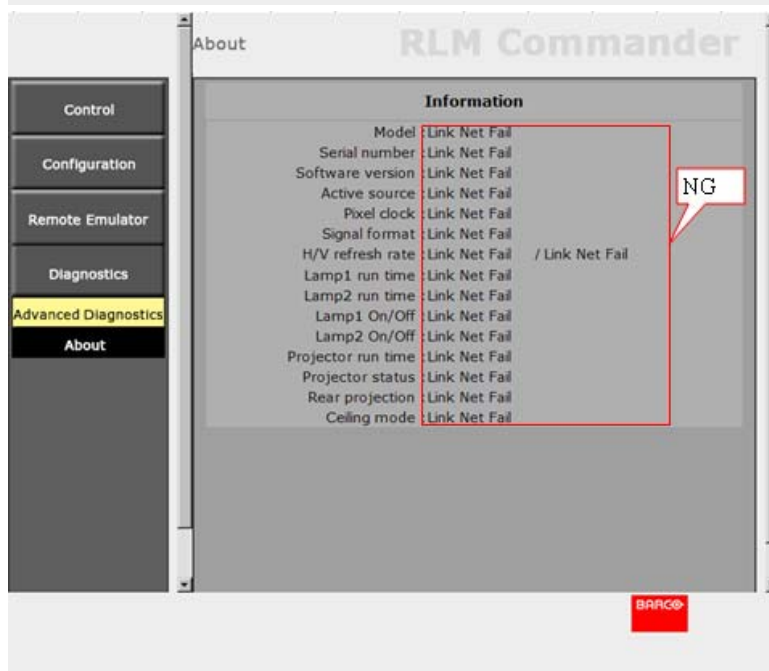 About
RLM Commander
Control
Configuration
Remote Emulator
Diagnostics
Advanced Diagnostics
About
Information
Model :Link Net Fail
Serial number :Link Net Fail
Software version :Link Net Fail
Active source :Link Net Fail
Pixel clock :Link Net Fail
Signal format :Link Net Fail
H/V refresh rate :Link Net Fail / Link Net Fail
Lamp1 run time :Link Net Fail
Lamp2 run time :Link Net Fail
Lamp1 On/Off :Link Net Fail
Lamp2 On/Off :Link Net Fail
Projector run time :Link Net Fail
Projector status :Link Net Fail
Rear projection :Link Net Fail
Ceiling mode :Link Net Fail
NG
BARCO